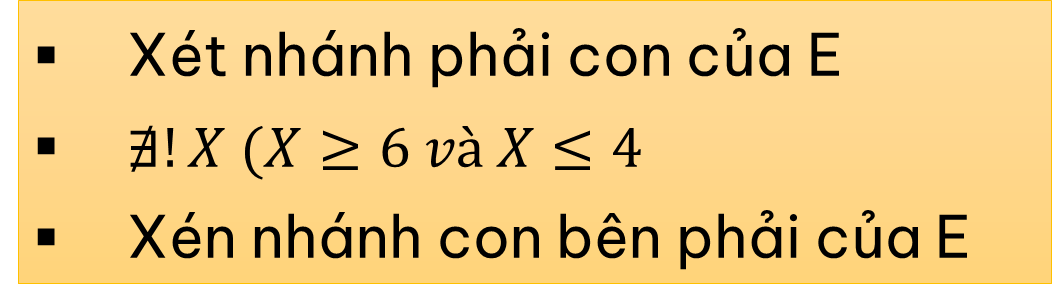 ▪ Xét nhánh phải con của E
▪ ∄! X (X ≥ 6 và X ≤ 4
▪ Xén nhánh con bên phải của E